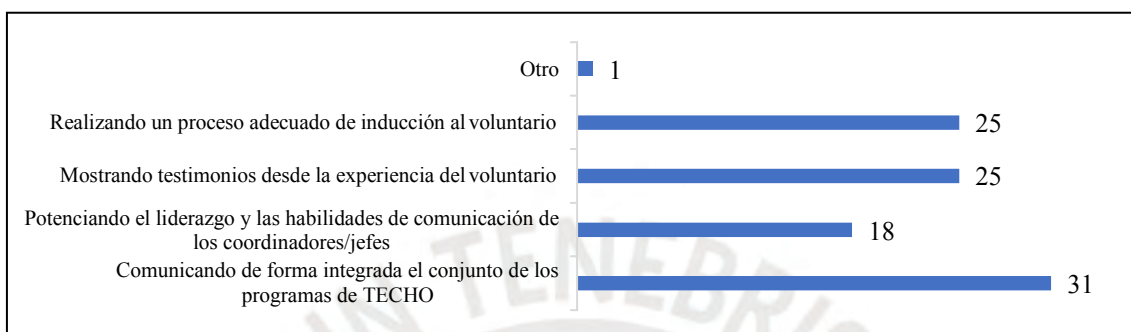 Otro 1
Realizando un proceso adecuado de inducción al voluntario 25
Mostrando testimonios desde la experiencia del voluntario 25
Potenciando el liderazgo y las habilidades de comunicación de
los coordinadores/jefes 18
Comunicando de forma integrada el conjunto de los
programas de TECHO 31
IN TENEBRIS